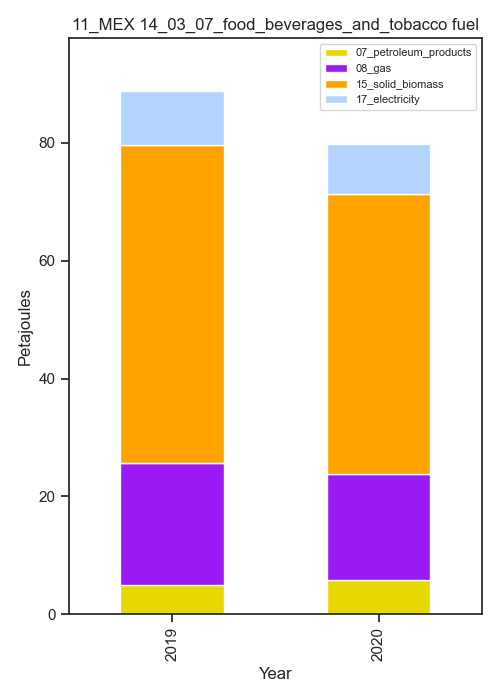 11_MEX 14_03_07_food_beverages_and_tobacco fuel
07_petroleum_products
08_gas
15_solid_biomass
17_electricity
80
60
40
20
0
Petajoules
2019
2020
Year